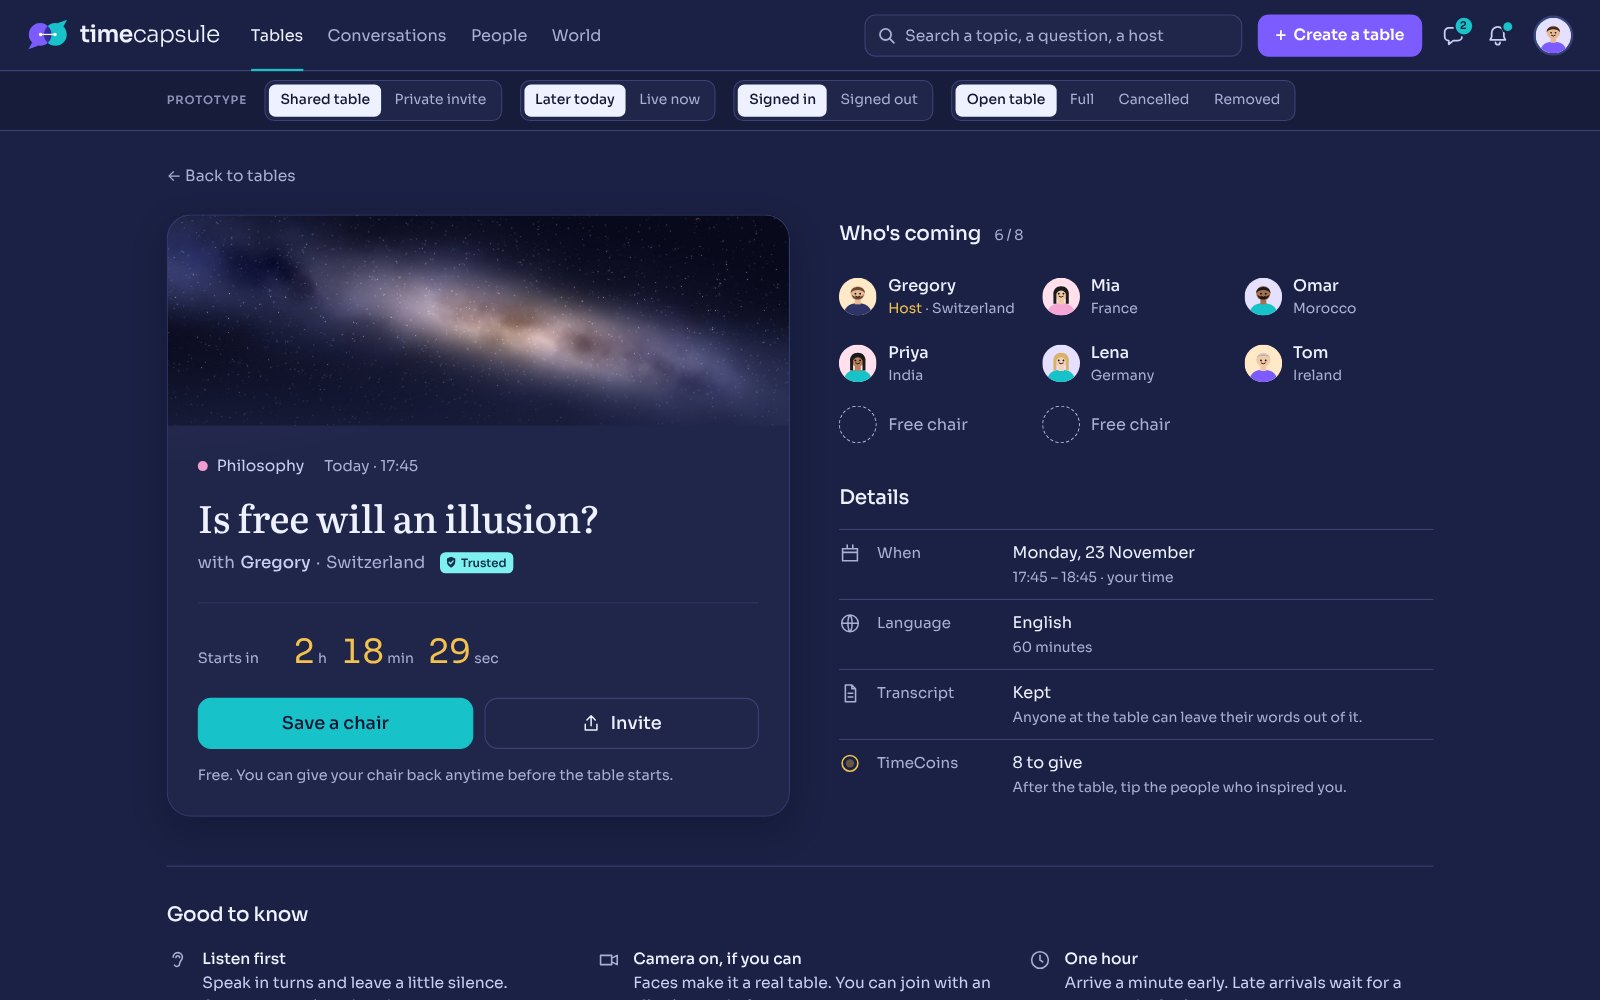 timecapsule
Tables
Conversations
People
World
Search a topic, a question, a host
+ Create a table
2
PROTOTYPE
Shared table
Private invite
Later today
Live now
Signed in
Signed out
Open table
Full
Cancelled
Removed
← Back to tables
Philosophy
Today · 17:45
Is free will an illusion?
with Gregory · Switzerland
Trusted
Starts in 2 h 18 min 29 sec
Save a chair
Invite
Free. You can give your chair back anytime before the table starts.
Who's coming 6/8
Gregory
Host · Switzerland
Mia
France
Omar
Morocco
Priya
India
Lena
Germany
Tom
Ireland
Free chair
Free chair
Details
When
Monday, 23 November
17:45 – 18:45 · your time
Language
English
60 minutes
Transcript
Kept
Anyone at the table can leave their words out of it.
TimeCoins
8 to give
After the table, tip the people who inspired you.
Good to know
Listen first
Speak in turns and leave a little silence.
Camera on, if you can
Faces make it a real table. You can join with an
One hour
Arrive a minute early. Late arrivals wait for a